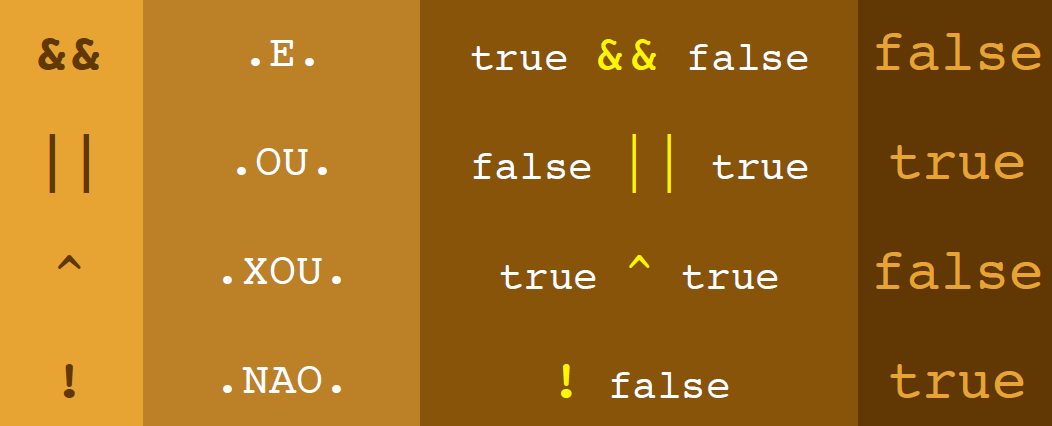 && .E. true && false false
|| .OU. false || true true
^ .XOU. true ^ true false
! .NAO. ! false true